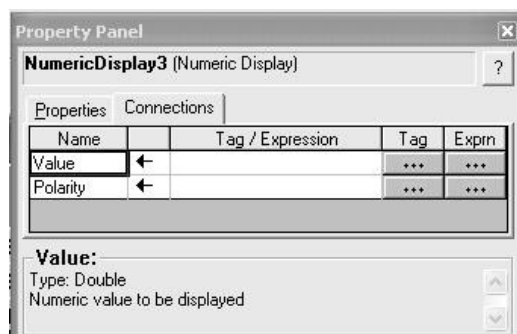 Property Panel
NumericDisplay3 (Numeric Display)
?
Properties Connections
Name Tag / Expression Tag Exprn
Value ← ... ...
Polarity ← ... ...
Value:
Type: Double
Numeric value to be displayed